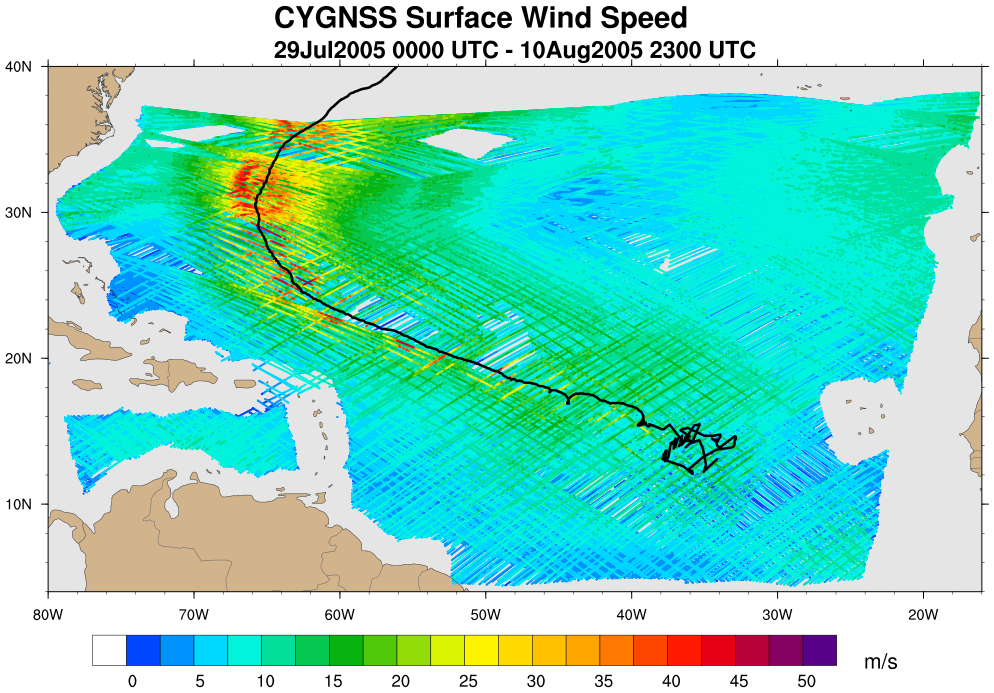 CYGNSS Surface Wind Speed
29Jul2005 0000 UTC - 10Aug2005 2300 UTC
40N
30N
20N
10N
80W 70W 60W 50W 40W 30W 20W
0 5 10 15 20 25 30 35 40 45 50
m/s